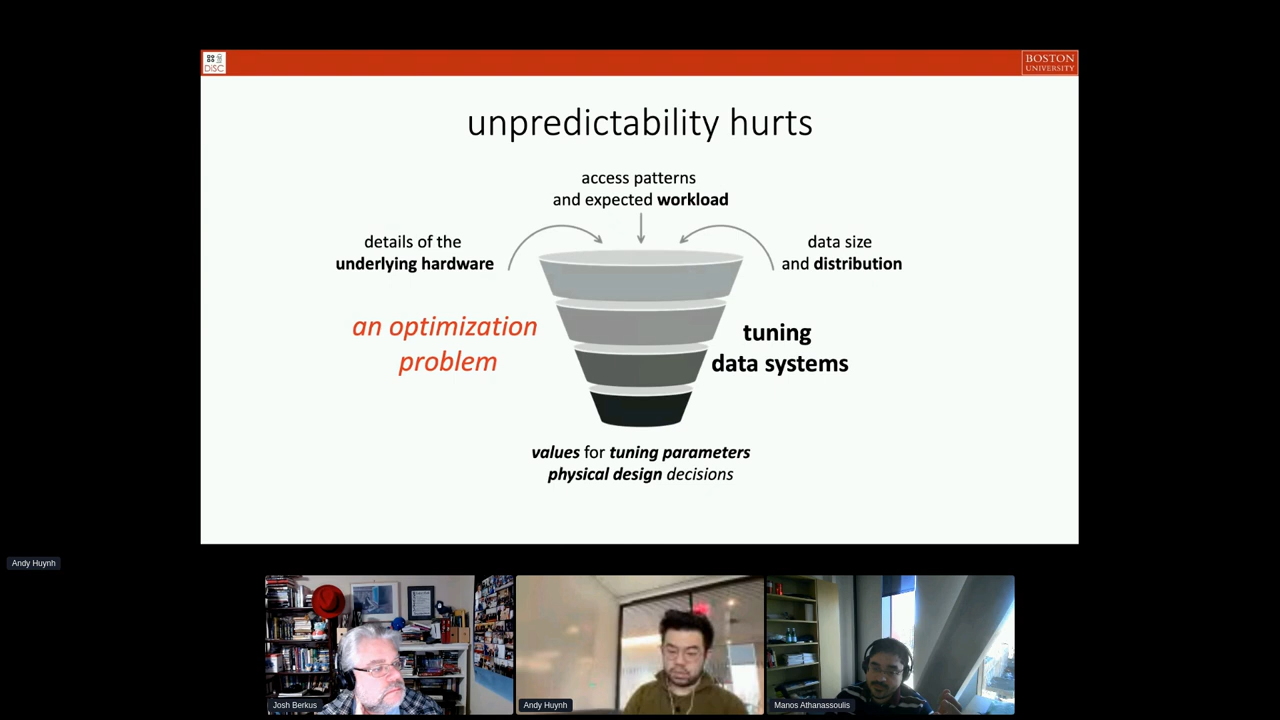 DiSC
BOSTON
UNIVERSITY
unpredictability hurts
access patterns
and expected workload
details of the
underlying hardware
data size
and distribution
an optimization
problem
tuning
data systems
values for tuning parameters
physical design decisions
Andy Huynh
Josh Berkus
Andy Huynh
Manos Athanassoulis